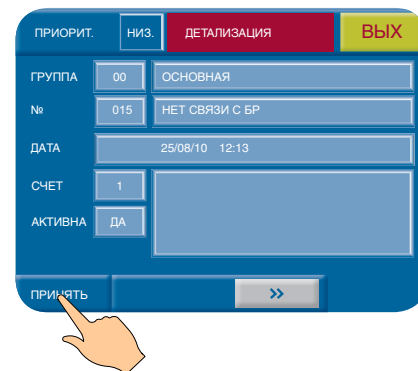 ПРИОРИТ. НИЗ. ДЕТАЛИЗАЦИЯ ВЫХ
ГРУППА 00 ОСНОВНАЯ
№ 015 НЕТ СВЯЗИ С БР
ДАТА 25/08/10 12:13
СЧЕТ 1
АКТИВНА ДА
ПРИНЯТЬ »